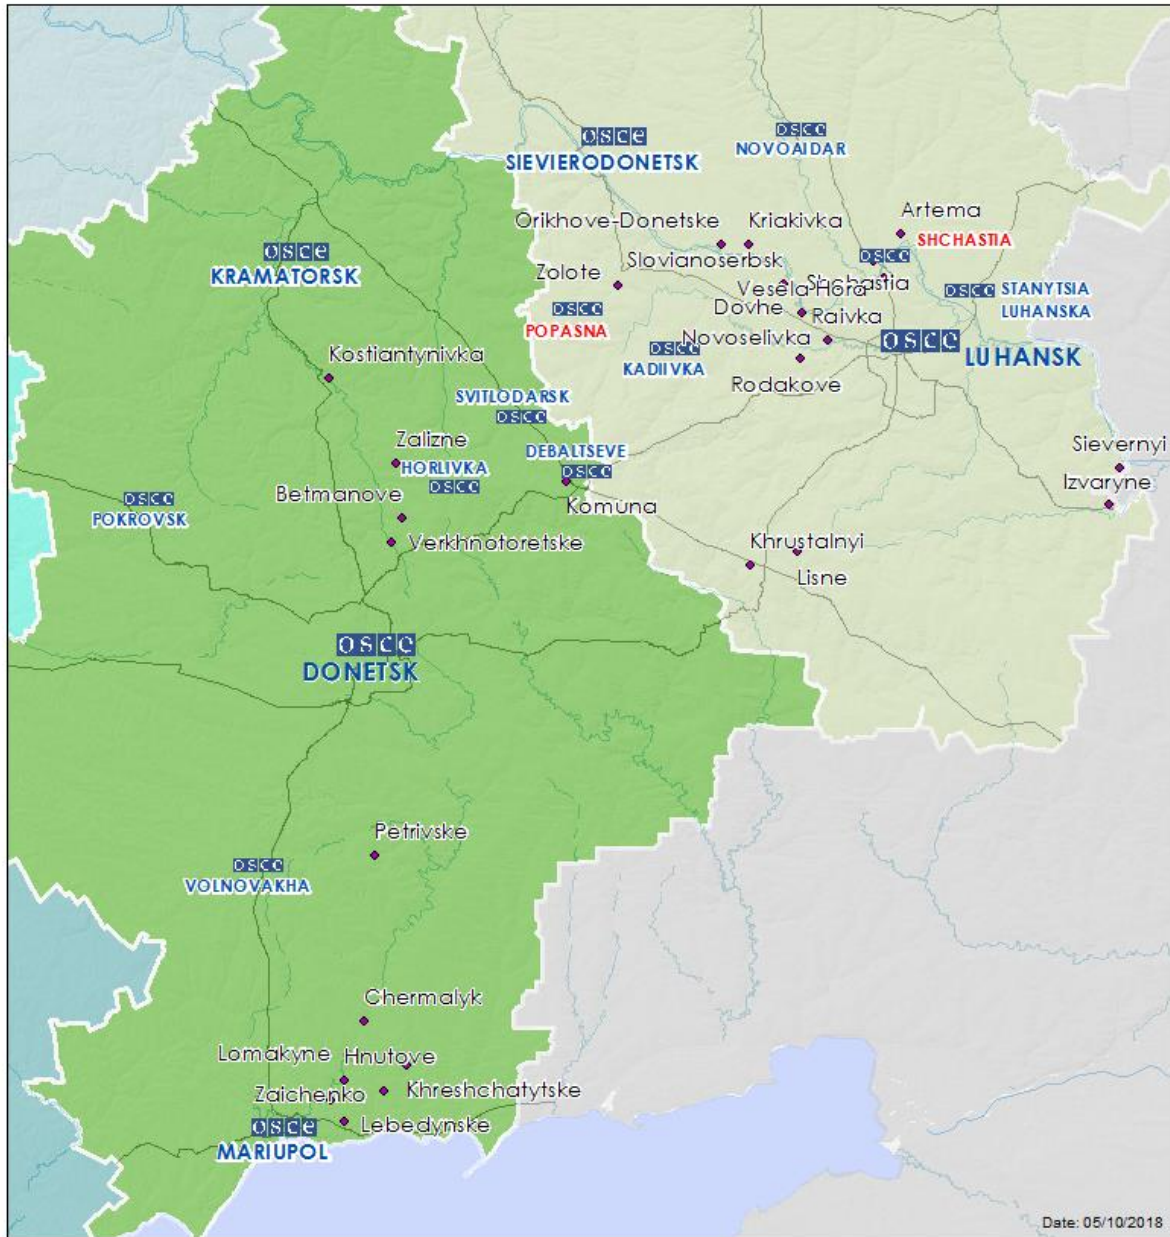 osce
SIEVIERODONETSK
osce
NOVOAIDAR
Orikhove-Donetske
Kriakivka
Artema
SHCHASTIA
osce
KRAMATORSK
Slovianoserbsk
osce
Zolote
Vesela Hora
Shchastia
osce
STANYTSIA
LUHANSKA
osce
POPASNA
Dovhe
Raivka
Novoselivka
osce
LUHANSK
osce
KADIIVKA
Rodakove
Kostiantynivka
SVITLODARSK
osce
Zalizne
HORLIVKA
osce
DEBALTSEVE
osce
Sievernyi
Izvaryne
Betmanove
osce
POKROVSK
Komuna
Verkhnotoretske
Khrustalnyi
Lisne
osce
DONETSK
Petrivske
osce
VOLNOVAKHA
Chermalyk
Lomakyne
Hnutove
Zaichenko
Khreshchatytske
Lebedynske
osce
MARIUPOL
Date: 05/10/2018